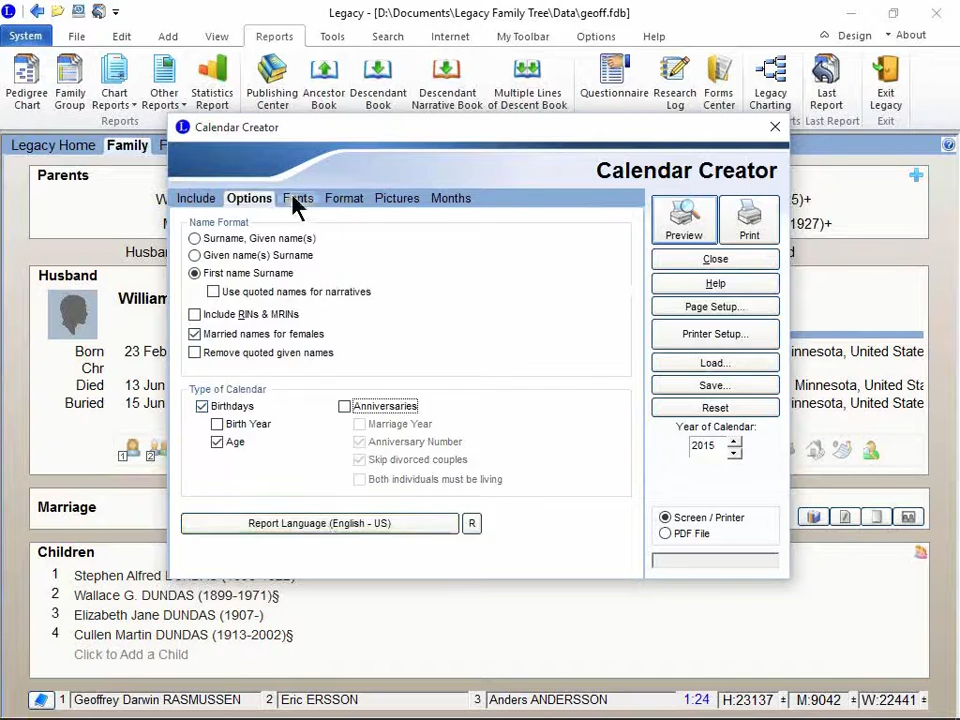 Legacy - [D:\Documents\Legacy Family Tree\Data\geoff.fdb]
System File Edit Add View Reports Tools Search Internet My Toolbar Options Help Design About
Pedigree Chart
Family Group
Chart Reports
Other Reports
Statistics Report
Publishing Center
Ancestor Book
Descendant Book
Descendant Narrative Book
Multiple Lines of Descent Book
Questionnaire
Research Log
Forms Center
Legacy Charting
Last Report
Exit Legacy
Reports
Last Report
Exit
Legacy Home Family
Calendar Creator
Calendar Creator
Include Options Fonts Format Pictures Months
Name Format
Surname, Given name(s)
Given name(s) Surname
First name Surname
Use quoted names for narratives
Include RINs & MRINs
Married names for females
Remove quoted given names
Type of Calendar
Birthdays
Birth Year
Age
Anniversaries
Marriage Year
Anniversary Number
Skip divorced couples
Both individuals must be living
Report Language (English - US) R
Preview Print
Close
Help
Page Setup...
Printer Setup...
Load...
Save...
Reset
Year of Calendar:
2015
Screen / Printer
PDF File
Parents
1927)+
Husband
William
Born 23 Feb
Chr
Died 13 Jun
Buried 15 Jun
innesota, United State
Minnesota, United State
innesota, United State
1 2
Marriage
Children
1 Stephen Alfred
2 Wallace G. DUNDAS (1899-1971)§
3 Elizabeth Jane DUNDAS (1907-)
4 Cullen Martin DUNDAS (1913-2002)§
Click to Add a Child
1 Geoffrey Darwin RASMUSSEN 2 Eric ERSSON 3 Anders ANDERSSON 1:24 H:23137 M:9042 W:22441